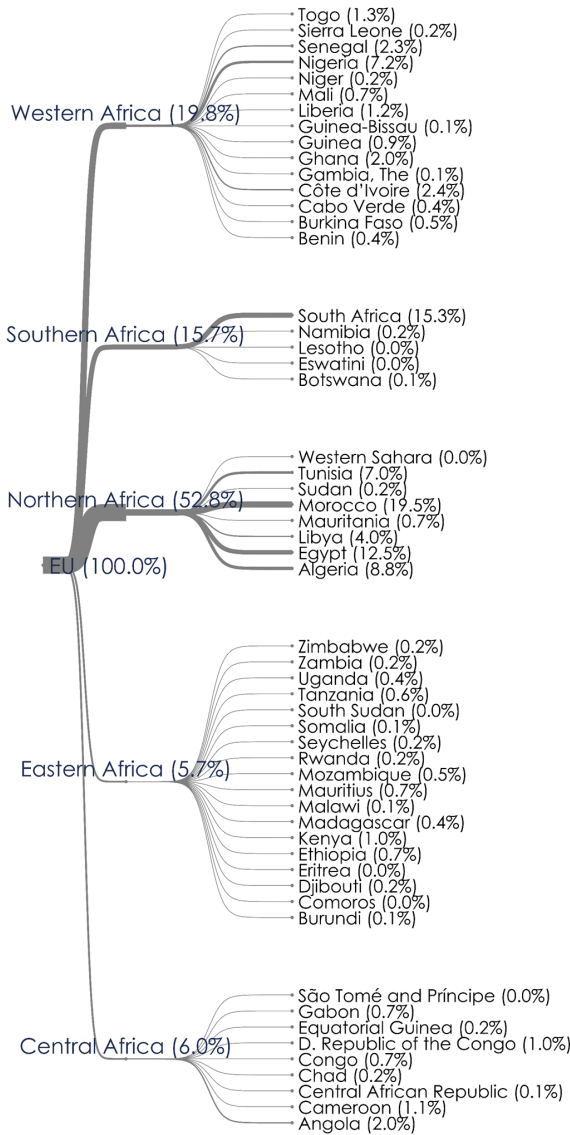 Togo (1.3%)
Sierra Leone (0.2%)
Senegal (2.3%)
Nigeria (7.2%)
Niger (0.2%)
Mali (0.7%)
Western Africa (19.8%)
Liberia (1.2%)
Guinea-Bissau (0.1%)
Guinea (0.9%)
Ghana (2.0%)
Gambia, The (0.1%)
Côte d'Ivoire (2.4%)
Cabo Verde (0.4%)
Burkina Faso (0.5%)
Benin (0.4%)
South Africa (15.3%)
Southern Africa (15.7%)
Namibia (0.2%)
Lesotho (0.0%)
Eswatini (0.0%)
Botswana (0.1%)
Western Sahara (0.0%)
Tunisia (7.0%)
Sudan (0.2%)
Northern Africa (52.8%)
Morocco (19.5%)
Mauritania (0.7%)
Libya (4.0%)
Egypt (12.5%)
EU (100.0%)
Algeria (8.8%)
Zimbabwe (0.2%)
Zambia (0.2%)
Uganda (0.4%)
Tanzania (0.6%)
South Sudan (0.0%)
Somalia (0.1%)
Seychelles (0.2%)
Rwanda (0.2%)
Eastern Africa (5.7%)
Mozambique (0.5%)
Mauritius (0.7%)
Malawi (0.1%)
Madagascar (0.4%)
Kenya (1.0%)
Ethiopia (0.7%)
Eritrea (0.0%)
Djibouti (0.2%)
Comoros (0.0%)
Burundi (0.1%)
São Tomé and Príncipe (0.0%)
Gabon (0.7%)
Equatorial Guinea (0.2%)
Central Africa (6.0%)
D. Republic of the Congo (1.0%)
Congo (0.7%)
Chad (0.2%)
Central African Republic (0.1%)
Cameroon (1.1%)
Angola (2.0%)